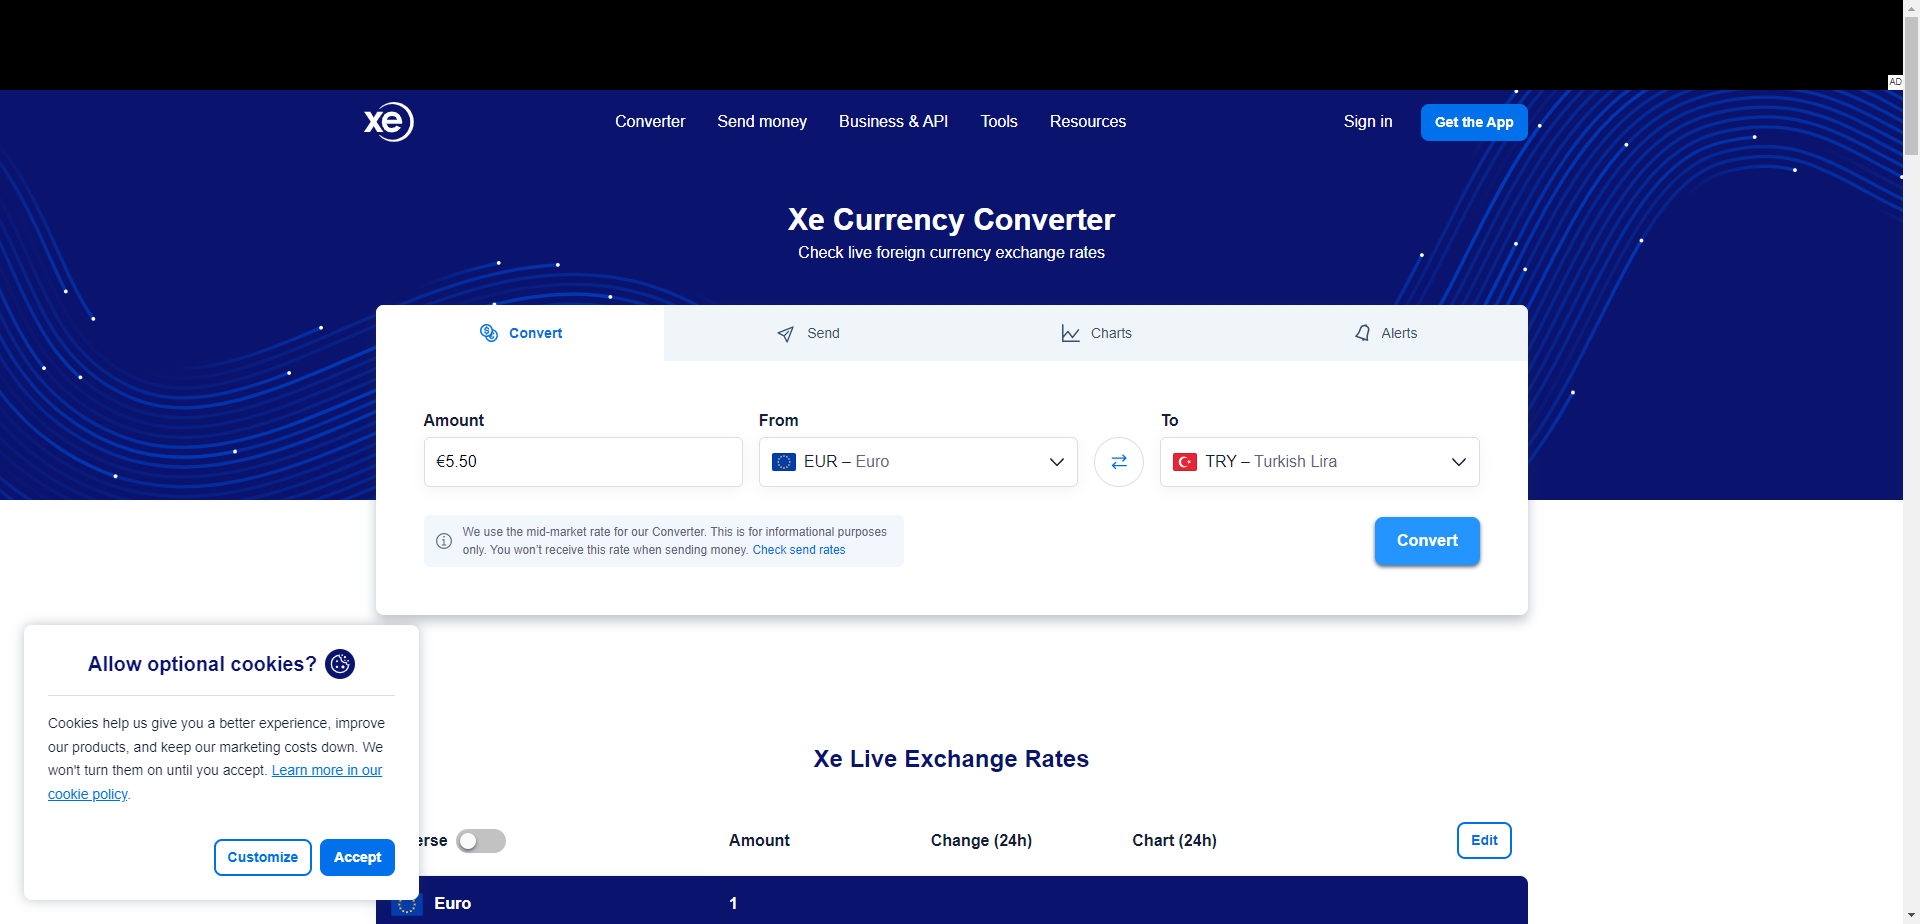 AD
xe
Converter
Send money
Business & API
Tools
Resources
Sign in
Get the App
Xe Currency Converter
Check live foreign currency exchange rates
Convert
Send
Charts
Alerts
Amount
From
To
€5.50
EUR – Euro
TRY – Turkish Lira
We use the mid-market rate for our Converter. This is for informational purposes
only. You won’t receive this rate when sending money. Check send rates
Convert
Allow optional cookies?
Cookies help us give you a better experience, improve
our products, and keep our marketing costs down. We
won't turn them on until you accept. Learn more in our
cookie policy.
Customize
Accept
Xe Live Exchange Rates
erse
Amount
Change (24h)
Chart (24h)
Edit
Euro
1